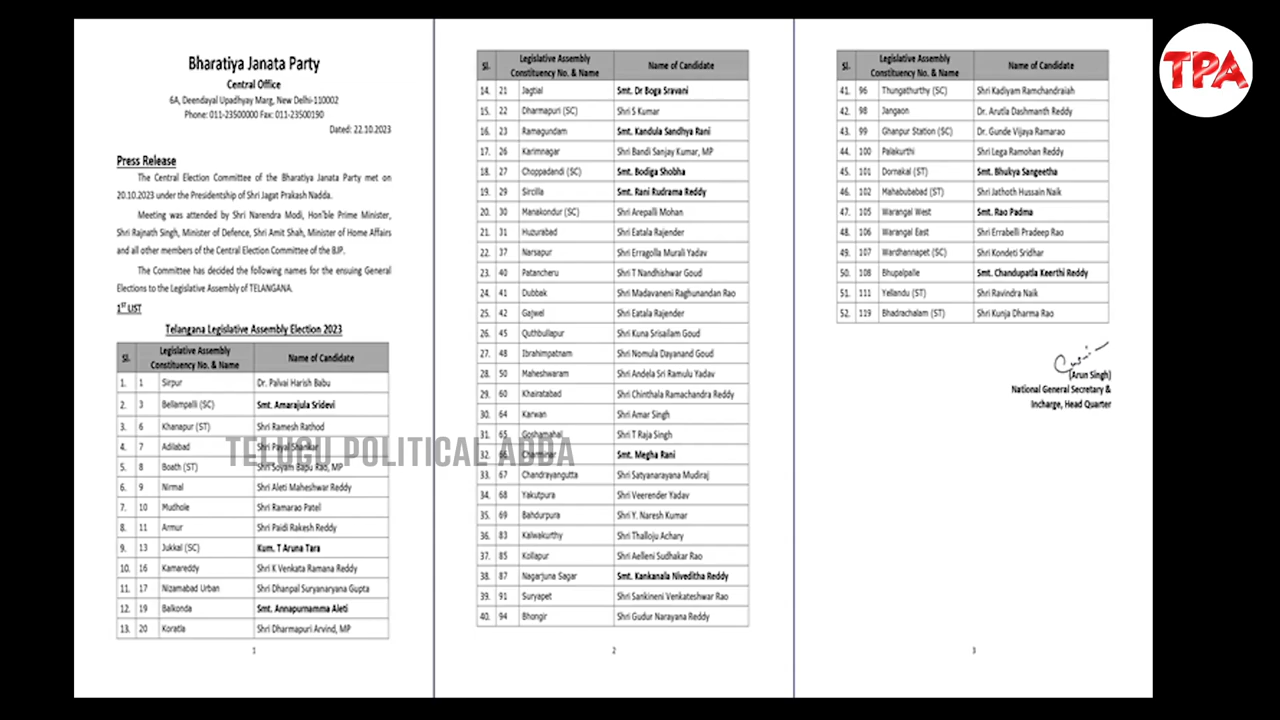 Bharatiya Janata Party
Central Office
6A, Deendayal Upadhyay Marg, New Delhi-110002
Phone: 011-23500000 Fax: 011-23500190
Dated: 22.10.2023
Press Release
The Central Election Committee of the Bharatiya Janata Party met on
20.10.2023 under the Presidentship of Shri Jagat Prakash Nadda.
Meeting was attended by Shri Narendra Modi, Hon'ble Prime Minister,
Shri Rajnath Singh, Minister of Defence, Shri Amit Shah, Minister of Home Affairs
and all other members of the Central Election Committee of the BJP.
The Committee has decided the following names for the ensuing General
Elections to the Legislative Assembly of TELANGANA.
1ST LIST
Telangana Legislative Assembly Election 2023
Sl. Legislative Assembly Constituency No. & Name Name of Candidate
1. 1 Sirpur Dr. Palvai Harish Babu
2. 3 Bellampalli (SC) Smt. Amarajula Sridevi
3. 6 Khanapur (ST) Shri Ramesh Rathod
4. 7 Adilabad Shri Payal Shankar
5. 8 Boath (ST) Shri Soyam Bapu Rao, MP
6. 9 Nirmal Shri Aleti Maheshwar Reddy
7. 10 Mudhole Shri Ramarao Patel
8. 11 Armur Shri Paidi Rakesh Reddy
9. 13 Jukkal (SC) Kum. T Aruna Tara
10. 16 Kamareddy Shri K Venkata Ramana Reddy
11. 17 Nizamabad Urban Shri Dhanpal Suryanaryana Gupta
12. 19 Balkonda Smt. Annapurnamma Aleti
13. 20 Koratla Shri Dharmapuri Arvind, MP
1
Sl. Legislative Assembly Constituency No. & Name Name of Candidate
14. 21 Jagtial Smt. Dr Boga Sravani
15. 22 Dharmapuri (SC) Shri S Kumar
16. 23 Ramagundam Smt. Kandula Sandhya Rani
17. 26 Karimnagar Shri Bandi Sanjay Kumar, MP
18. 27 Choppadandi (SC) Smt. Bodiga Shobha
19. 29 Sircilla Smt. Rani Rudrama Reddy
20. 30 Manakondur (SC) Shri Arepalli Mohan
21. 31 Huzurabad Shri Eatala Rajender
22. 37 Narsapur Shri Erragolla Murali Yadav
23. 40 Patancheru Shri T Nandhishwar Goud
24. 41 Dubbak Shri Madavaneni Raghunandan Rao
25. 42 Gajwel Shri Eatala Rajender
26. 45 Quthbullapur Shri Kuna Srisailam Goud
27. 48 Ibrahimpatnam Shri Nomula Dayanand Goud
28. 50 Maheshwaram Shri Andela Sri Ramulu Yadav
29. 60 Khairatabad Shri Chinthala Ramachandra Reddy
30. 64 Karwan Shri Amar Singh
31. 65 Goshamahal Shri T Raja Singh
32. 66 Charminar Smt. Megha Rani
33. 67 Chandrayangutta Shri Satyanarayana Mudiraj
34. 68 Yakutpura Shri Veerender Yadav
35. 69 Bahdurpura Shri Y. Naresh Kumar
36. 83 Kalwakurthy Shri Thalloju Achary
37. 85 Kollapur Shri Aelleni Sudhakar Rao
38. 87 Nagarjuna Sagar Smt. Kankanala Niveditha Reddy
39. 91 Suryapet Shri Sankineni Venkateshwar Rao
40. 94 Bhongir Shri Gudur Narayana Reddy
2
Sl. Legislative Assembly Constituency No. & Name Name of Candidate
41. 96 Thungathurthy (SC) Shri Kadiyam Ramchandraiah
42. 98 Jangaon Dr. Arutla Dashmanth Reddy
43. 99 Ghanpur Station (SC) Dr. Gunde Vijaya Ramarao
44. 100 Palakurthi Shri Lega Ramohan Reddy
45. 101 Dornakal (ST) Smt. Bhukya Sangeetha
46. 102 Mahabubabad (ST) Shri Jathoth Hussain Naik
47. 105 Warangal West Smt. Rao Padma
48. 106 Warangal East Shri Errabelli Pradeep Rao
49. 107 Wardhannapet (SC) Shri Kondeti Sridhar
50. 108 Bhupalpalle Smt. Chandupatla Keerthi Reddy
51. 111 Yellandu (ST) Shri Ravindra Naik
52. 119 Bhadrachalam (ST) Shri Kunja Dharma Rao
(Arun Singh)
National General Secretary &
Incharge, Head Quarter
3
TELUGU POLITICAL ADDA
TPA